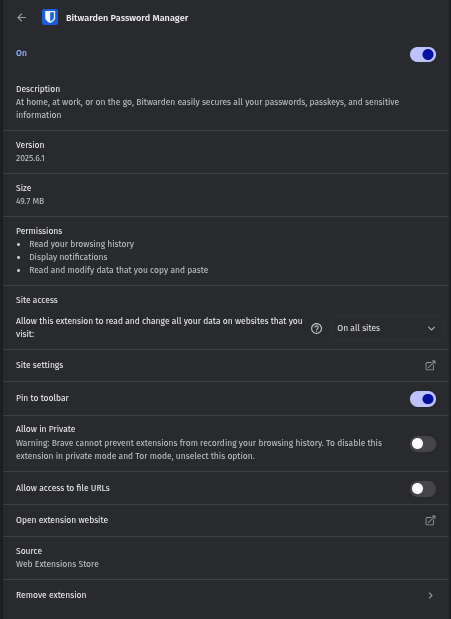 Bitwarden Password Manager
On
Description
At home, at work, or on the go, Bitwarden easily secures all your passwords, passkeys, and sensitive
information
Version
2025.6.1
Size
49.7 MB
Permissions
• Read your browsing history
• Display notifications
• Read and modify data that you copy and paste
Site access
Allow this extension to read and change all your data on websites that you
visit:
On all sites
Site settings
Pin to toolbar
Allow in Private
Warning: Brave cannot prevent extensions from recording your browsing history. To disable this
extension in private mode and Tor mode, unselect this option.
Allow access to file URLs
Open extension website
Source
Web Extensions Store
Remove extension